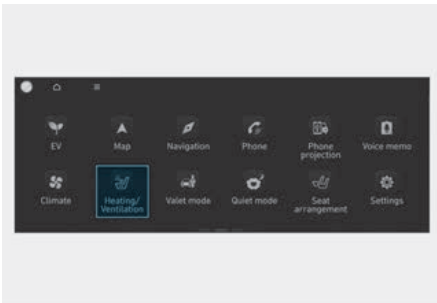 EV
Map
Navigation
Phone
Phone
projection
Voice memo
Climate
Heating/
Ventilation
Valet mode
Quiet mode
Seat
arrangement
Settings